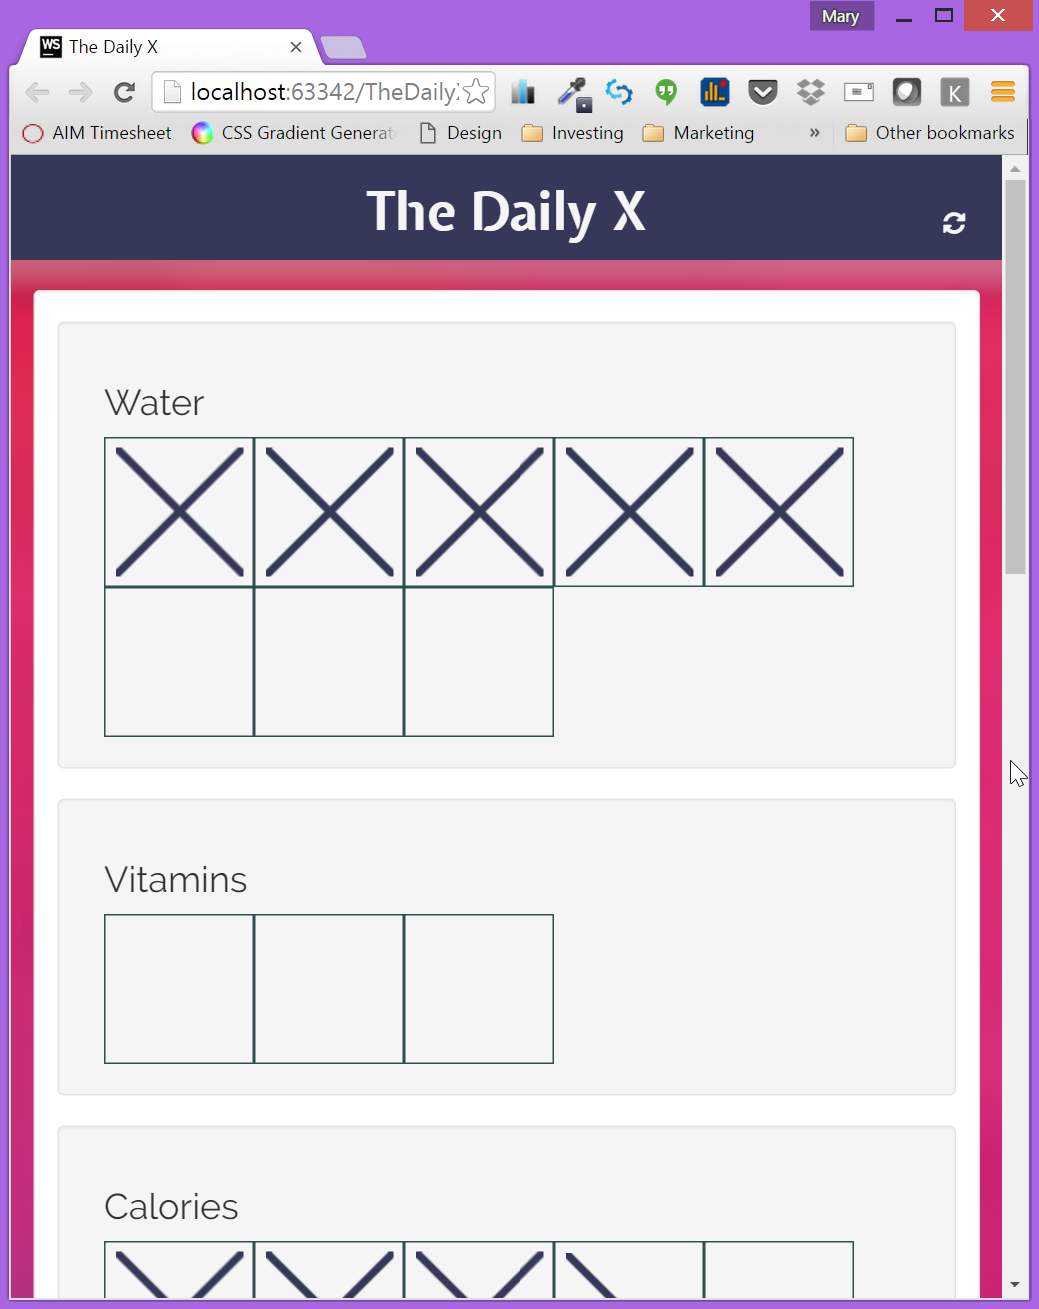 Mary
WS The Daily X
localhost:63342/TheDaily
K
AIM Timesheet CSS Gradient Generat Design Investing Marketing » Other bookmarks
The Daily X
Water
Vitamins
Calories